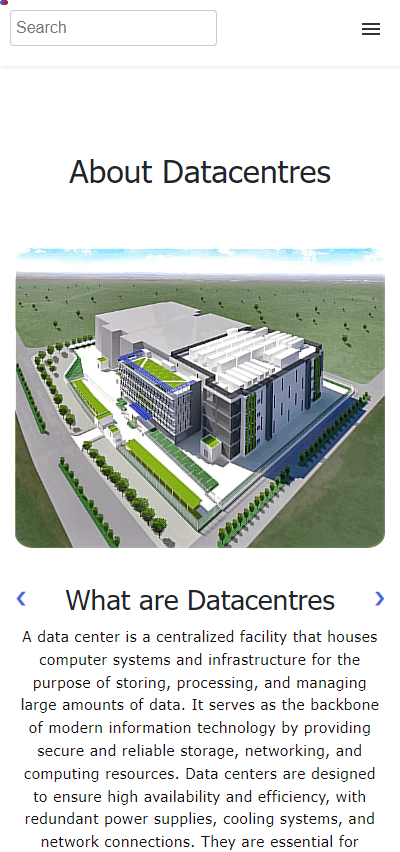 Search
About Datacentres
What are Datacentres
A data center is a centralized facility that houses
computer systems and infrastructure for the
purpose of storing, processing, and managing
large amounts of data. It serves as the backbone
of modern information technology by providing
secure and reliable storage, networking, and
computing resources. Data centers are designed
to ensure high availability and efficiency, with
redundant power supplies, cooling systems, and
network connections. They are essential for